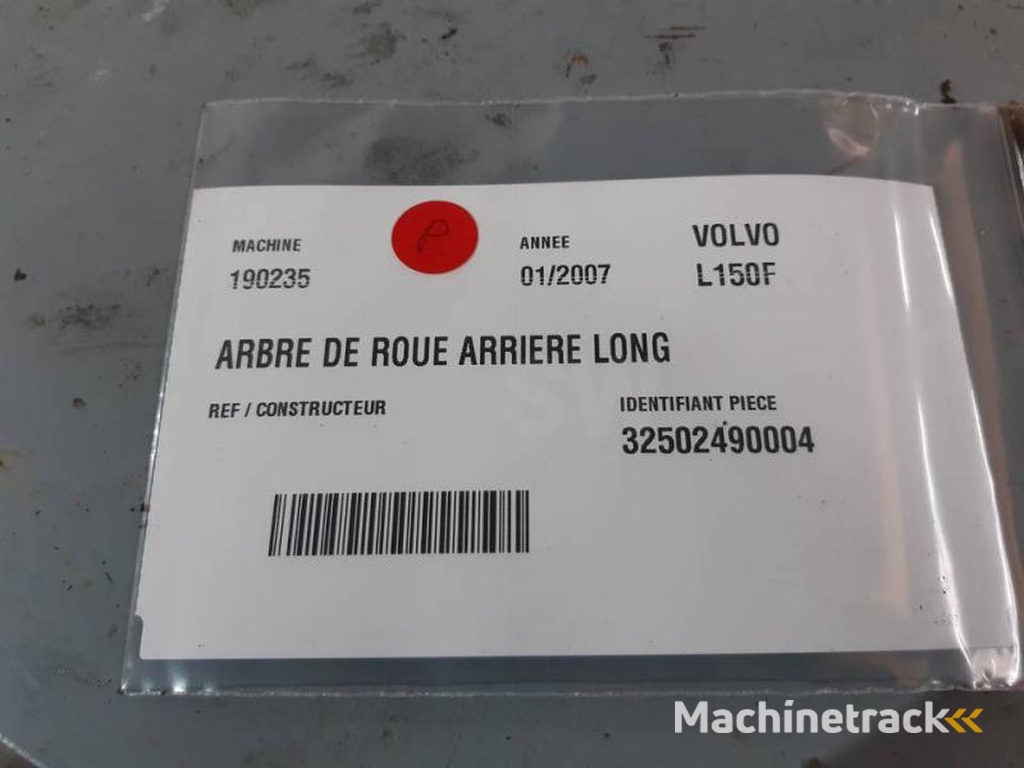 MACHINE
190235
P
ANNEE
01/2007
VOLVO
L150F
ARBRE DE ROUE ARRIERE LONG
REF / CONSTRUCTEUR
IDENTIFIANT PIECE
32502490004
Machinetrack